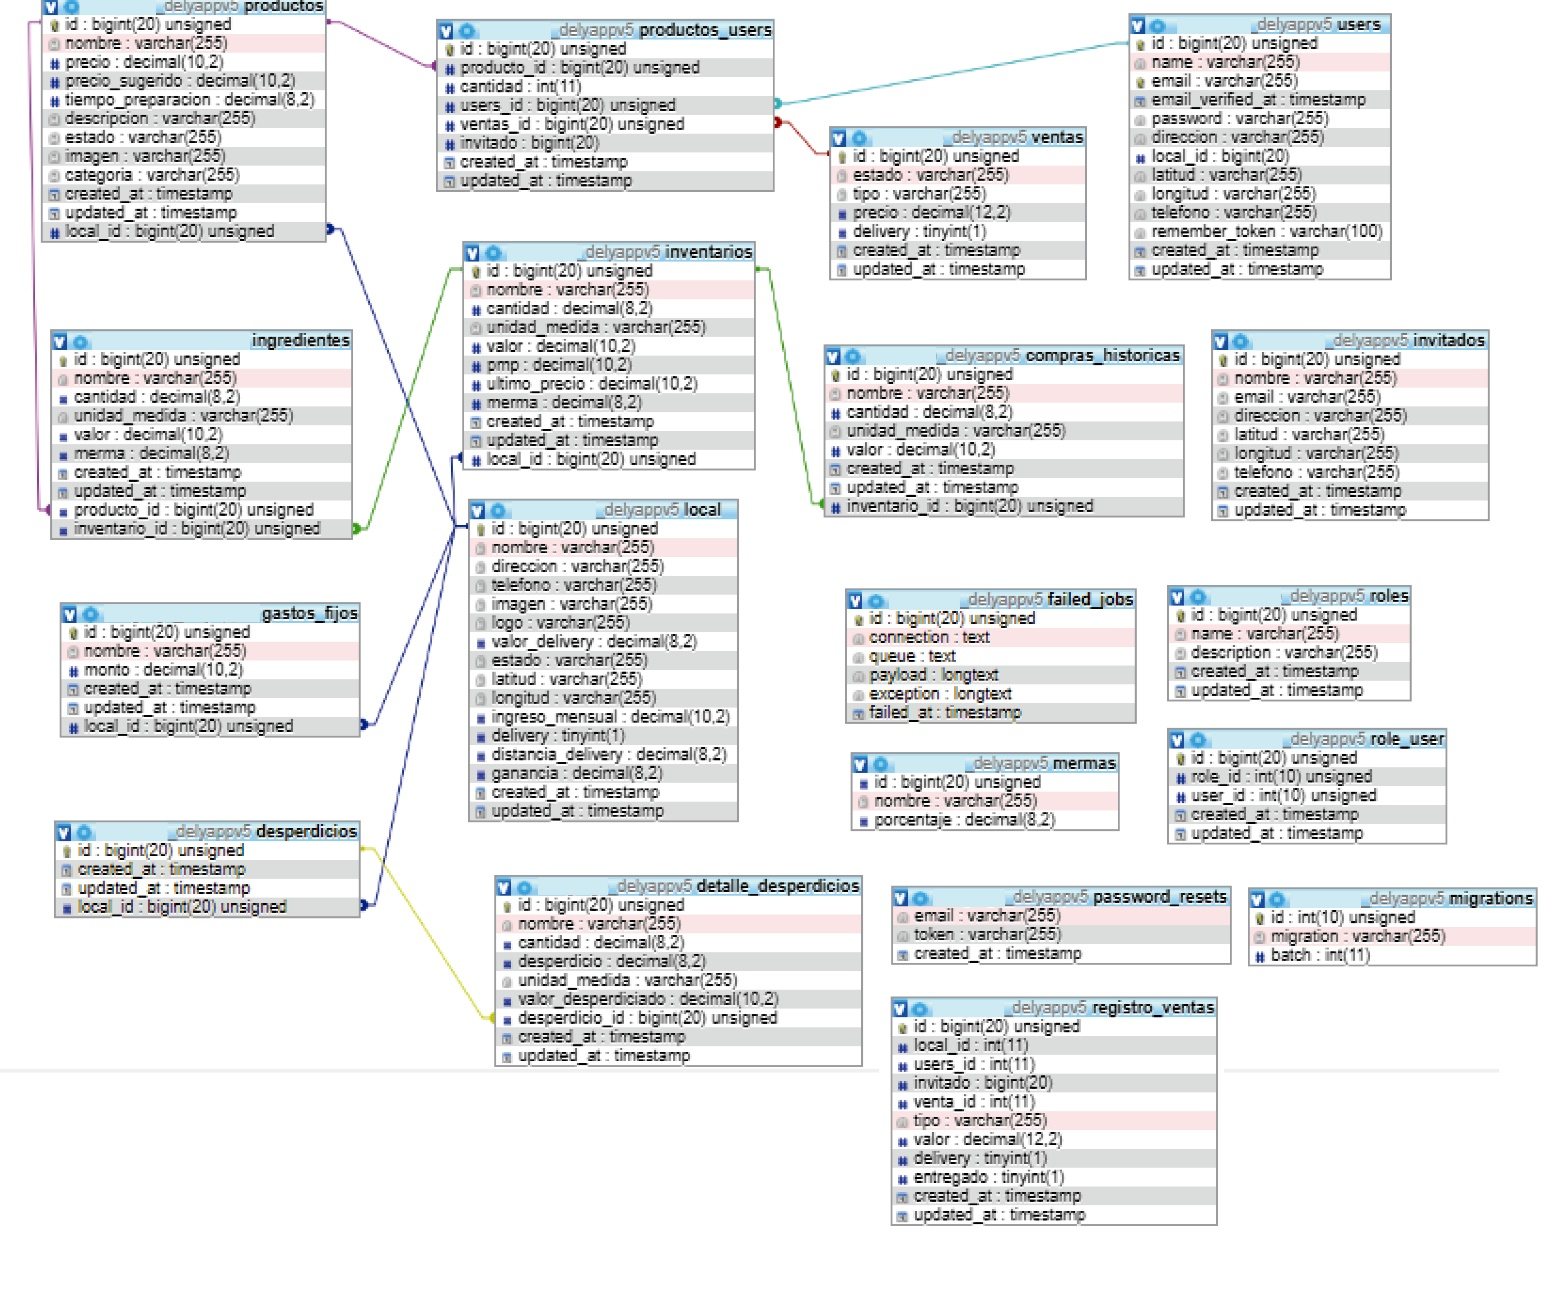 _delyappv5 productos
id : bigint(20) unsigned
nombre : varchar(255)
precio : decimal(10,2)
precio_sugerido : decimal(10,2)
tiempo_preparacion : decimal(8,2)
descripcion : varchar(255)
estado : varchar(255)
imagen : varchar(255)
categoria : varchar(255)
created_at : timestamp
updated_at : timestamp
local_id : bigint(20) unsigned
_delyappv5 productos_users
id : bigint(20) unsigned
producto_id : bigint(20) unsigned
cantidad : int(11)
users_id : bigint(20) unsigned
ventas_id : bigint(20) unsigned
invitado : bigint(20)
created_at : timestamp
updated_at : timestamp
_delyappv5 ventas
id : bigint(20) unsigned
estado : varchar(255)
tipo : varchar(255)
precio : decimal(12,2)
delivery : tinyint(1)
created_at : timestamp
updated_at : timestamp
_delyappv5 users
id : bigint(20) unsigned
name : varchar(255)
email : varchar(255)
email_verified_at : timestamp
password : varchar(255)
direccion : varchar(255)
local_id : bigint(20)
latitud : varchar(255)
longitud : varchar(255)
telefono : varchar(255)
remember_token : varchar(100)
created_at : timestamp
updated_at : timestamp
ingredientes
id : bigint(20) unsigned
nombre : varchar(255)
cantidad : decimal(8,2)
unidad_medida : varchar(255)
valor : decimal(10,2)
merma : decimal(8,2)
created_at : timestamp
updated_at : timestamp
producto_id : bigint(20) unsigned
inventario_id : bigint(20) unsigned
_delyappv5 inventarios
id : bigint(20) unsigned
nombre : varchar(255)
cantidad : decimal(8,2)
unidad_medida : varchar(255)
valor : decimal(10,2)
pmp : decimal(10,2)
ultimo_precio : decimal(10,2)
merma : decimal(8,2)
created_at : timestamp
updated_at : timestamp
local_id : bigint(20) unsigned
_delyappv5 compras_historicas
id : bigint(20) unsigned
nombre : varchar(255)
cantidad : decimal(8,2)
unidad_medida : varchar(255)
valor : decimal(10,2)
created_at : timestamp
updated_at : timestamp
inventario_id : bigint(20) unsigned
_delyappv5 invitados
id : bigint(20) unsigned
nombre : varchar(255)
email : varchar(255)
direccion : varchar(255)
latitud : varchar(255)
longitud : varchar(255)
telefono : varchar(255)
created_at : timestamp
updated_at : timestamp
gastos_fijos
id : bigint(20) unsigned
nombre : varchar(255)
monto : decimal(10,2)
created_at : timestamp
updated_at : timestamp
local_id : bigint(20) unsigned
_delyappv5 local
id : bigint(20) unsigned
nombre : varchar(255)
direccion : varchar(255)
telefono : varchar(255)
imagen : varchar(255)
logo : varchar(255)
valor_delivery : decimal(8,2)
estado : varchar(255)
latitud : varchar(255)
longitud : varchar(255)
ingreso_mensual : decimal(10,2)
delivery : tinyint(1)
distancia_delivery : decimal(8,2)
ganancia : decimal(8,2)
created_at : timestamp
updated_at : timestamp
_delyappv5 failed_jobs
id : bigint(20) unsigned
connection : text
queue : text
payload : longtext
exception : longtext
failed_at : timestamp
_delyappv5 roles
id : bigint(20) unsigned
name : varchar(255)
description : varchar(255)
created_at : timestamp
updated_at : timestamp
_delyappv5 role_user
id : bigint(20) unsigned
role_id : int(10) unsigned
user_id : int(10) unsigned
created_at : timestamp
updated_at : timestamp
_delyappv5 mermas
id : bigint(20) unsigned
nombre : varchar(255)
porcentaje : decimal(8,2)
_delyappv5 desperdicios
id : bigint(20) unsigned
created_at : timestamp
updated_at : timestamp
local_id : bigint(20) unsigned
_delyappv5 detalle_desperdicios
id : bigint(20) unsigned
nombre : varchar(255)
cantidad : decimal(8,2)
desperdicio : decimal(8,2)
unidad_medida : varchar(255)
valor_desperdiciado : decimal(10,2)
desperdicio_id : bigint(20) unsigned
created_at : timestamp
updated_at : timestamp
_delyappv5 password_resets
email : varchar(255)
token : varchar(255)
created_at : timestamp
_delyappv5 migrations
id : int(10) unsigned
migration : varchar(255)
batch : int(11)
_delyappv5 registro_ventas
id : bigint(20) unsigned
local_id : int(11)
users_id : int(11)
invitado : bigint(20)
venta_id : int(11)
tipo : varchar(255)
valor : decimal(12,2)
delivery : tinyint(1)
entregado : tinyint(1)
created_at : timestamp
updated_at : timestamp